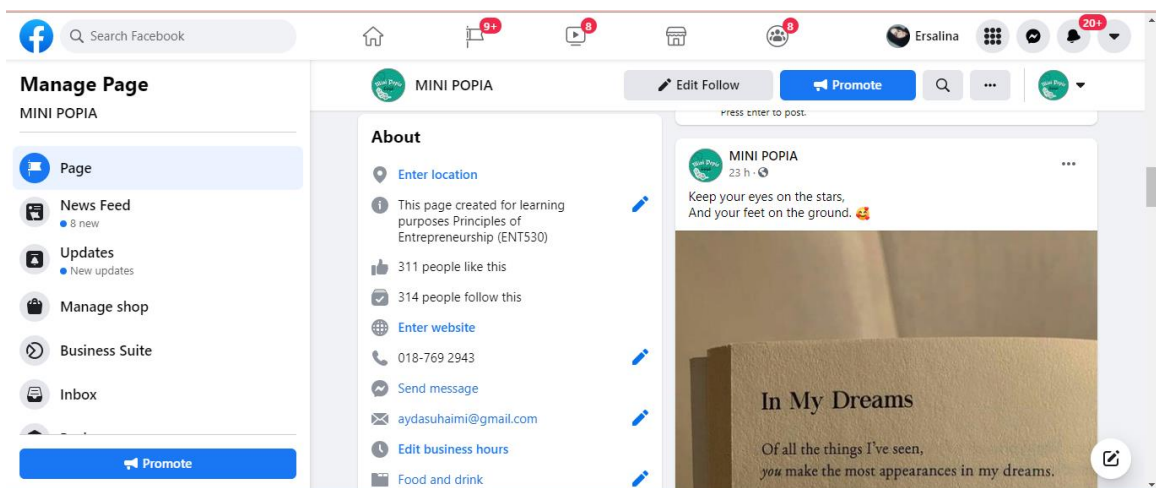 Search Facebook
9+
8
8
Ersalina
20+
Manage Page
MINI POPIA
Page
News Feed
8 new
Updates
New updates
Manage shop
Business Suite
Inbox
Promote
MINI POPIA
Edit Follow
Promote
About
Enter location
This page created for learning
purposes Principles of
Entrepreneurship (ENT530)
311 people like this
314 people follow this
Enter website
018-769 2943
Send message
aydasuhaimi@gmail.com
Edit business hours
Food and drink
Press Enter to post.
MINI POPIA
23 h ·
Keep your eyes on the stars,
And your feet on the ground. 🥰
In My Dreams
Of all the things I've seen,
you make the most appearances in my dreams.